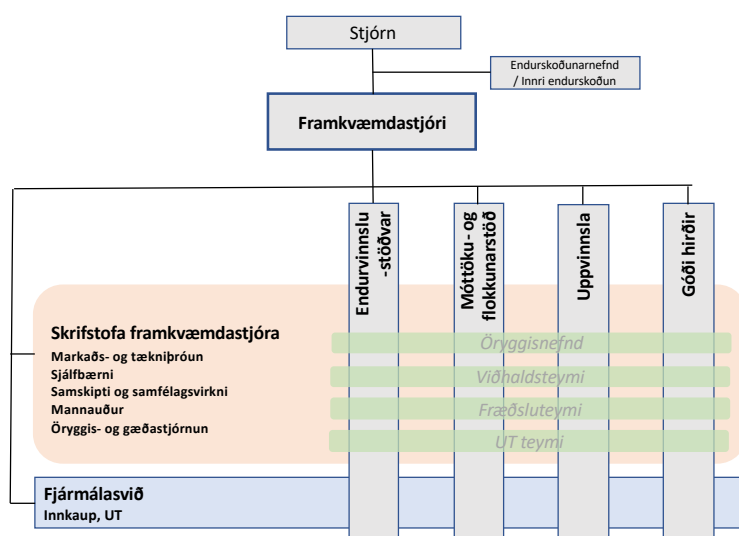 Stjórn
Endurskoðunarnefnd
/ Innri endurskoðun
Framkvæmdastjóri
Endurvinnslu
-stöðvar
Móttöku- og
flokkunarstöð
Uppvinnsla
Góði hirðir
Skrifstofa framkvæmdastjóra
Markaðs- og tækniþróun
Sjálfbærni
Samskipti og samfélagsvirkni
Mannauður
Öryggis- og gæðastjórnun
Öryggisnefnd
Viðhaldsteymi
Fræðsluteymi
UT teymi
Fjármálasvið
Innkaup, UT